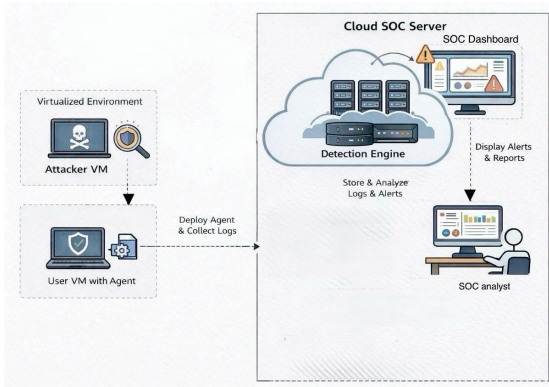 Cloud SOC Server
SOC Dashboard
Virtualized Environment
Attacker VM
Detection Engine
Display Alerts
& Reports
Store & Analyze
Logs & Alerts
Deploy Agent
& Collect Logs
User VM with Agent
SOC analyst